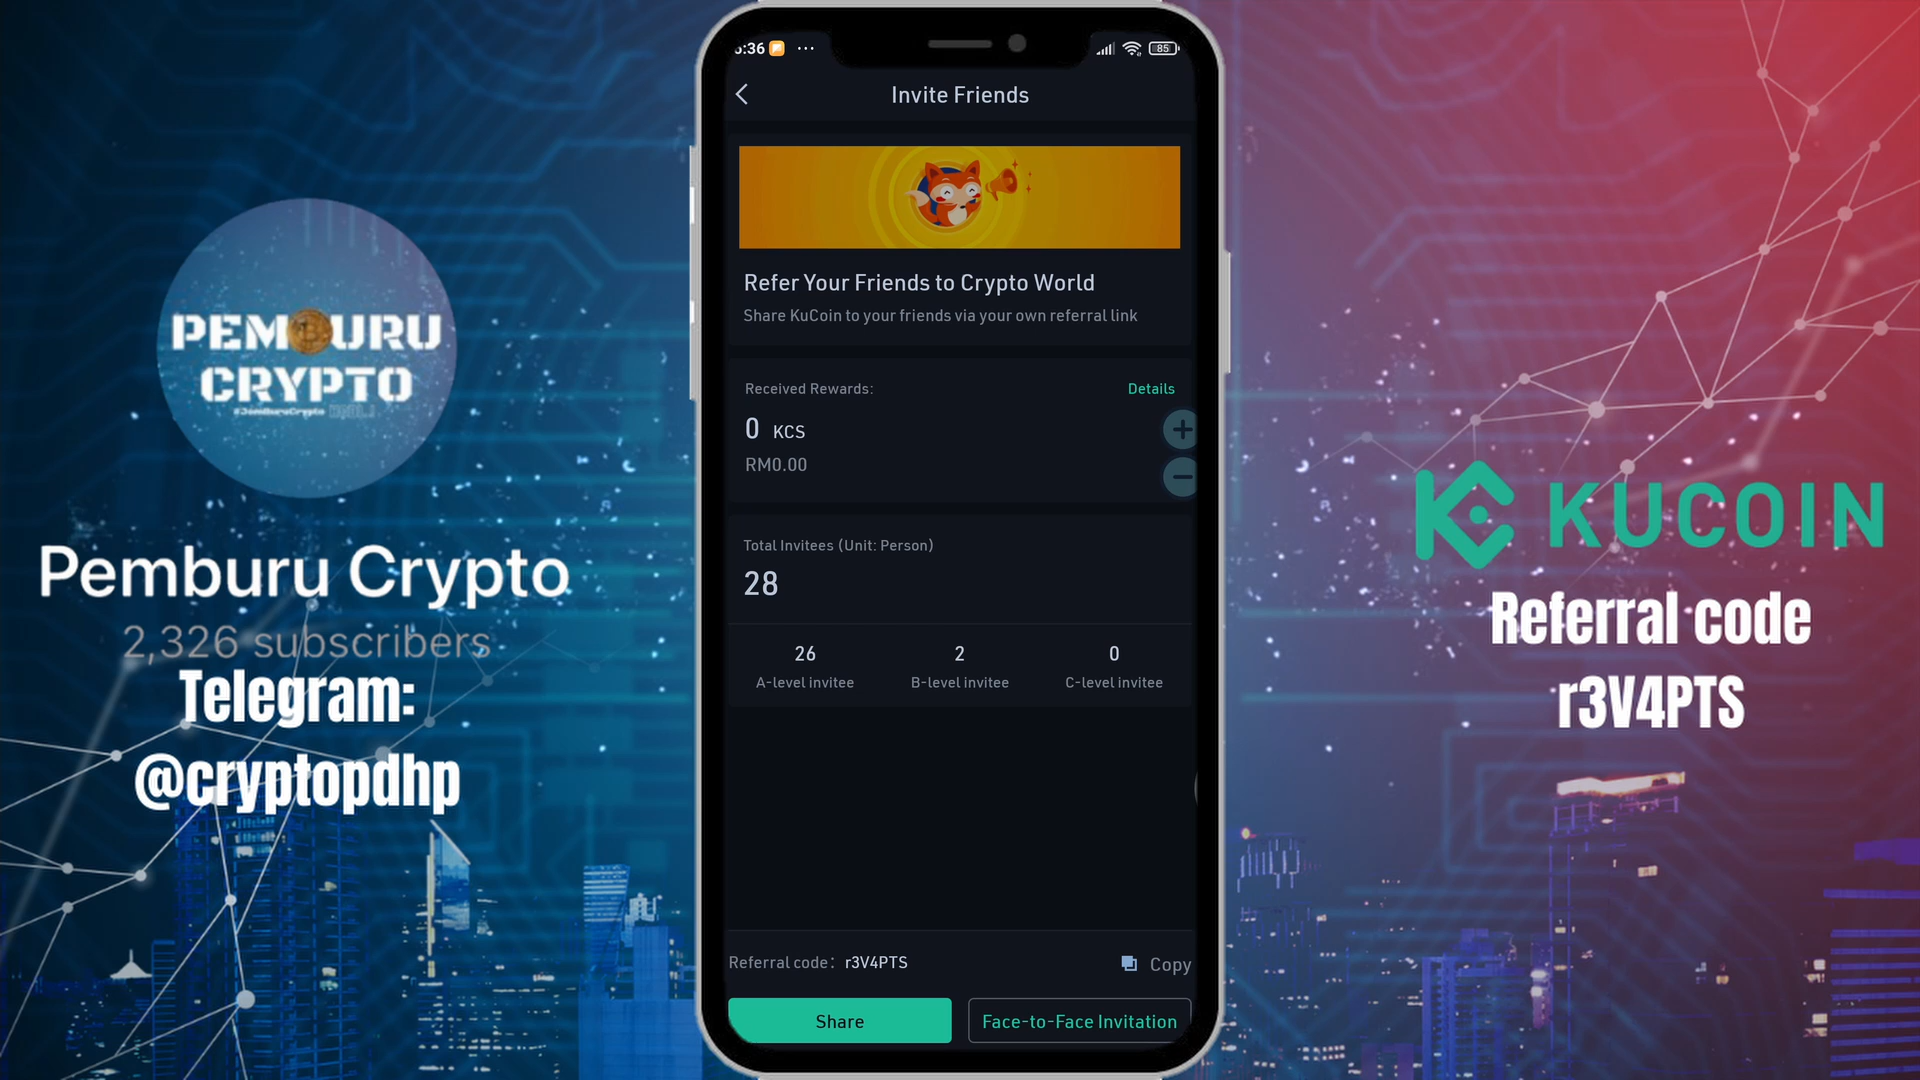 PEMBURU
CRYPTO
#JomBuruCrypto
Pemburu Crypto
2,326 subscribers
Telegram:
@cryptopdhp
:36
85
Invite Friends
Refer Your Friends to Crypto World
Share KuCoin to your friends via your own referral link
Received Rewards:
Details
0 KCS
RM0.00
Total Invitees (Unit: Person)
28
26
2
0
A-level invitee
B-level invitee
C-level invitee
Referral code: r3V4PTS
Copy
Share
Face-to-Face Invitation
KUCOIN
Referral code
r3V4PTS